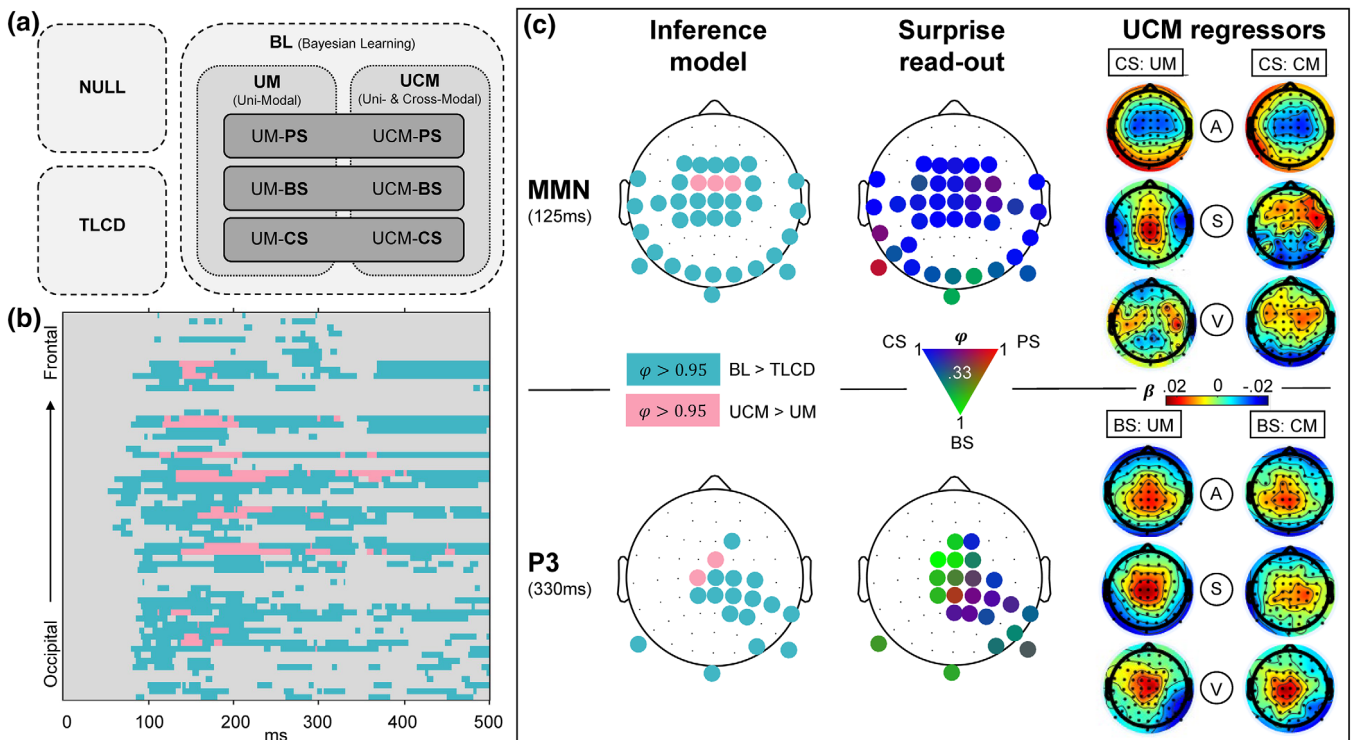 (a)
NULL
TLCD
BL (Bayesian Learning)
UM
(Uni-Modal)
UCM
(Uni- & Cross-Modal)
UM-PS
UCM-PS
UM-BS
UCM-BS
UM-CS
UCM-CS
(b)
Frontal
Occipital
0
100
200
300
400
500
ms
(c)
Inference
model
Surprise
read-out
UCM regressors
CS: UM
CS: CM
MMN
(125ms)
A
S
V
φ > 0.95
BL > TLCD
φ > 0.95
UCM > UM
CS
φ
PS
1
1
.33
1
BS
β
.02
0
-.02
P3
(330ms)
BS: UM
BS: CM
A
S
V